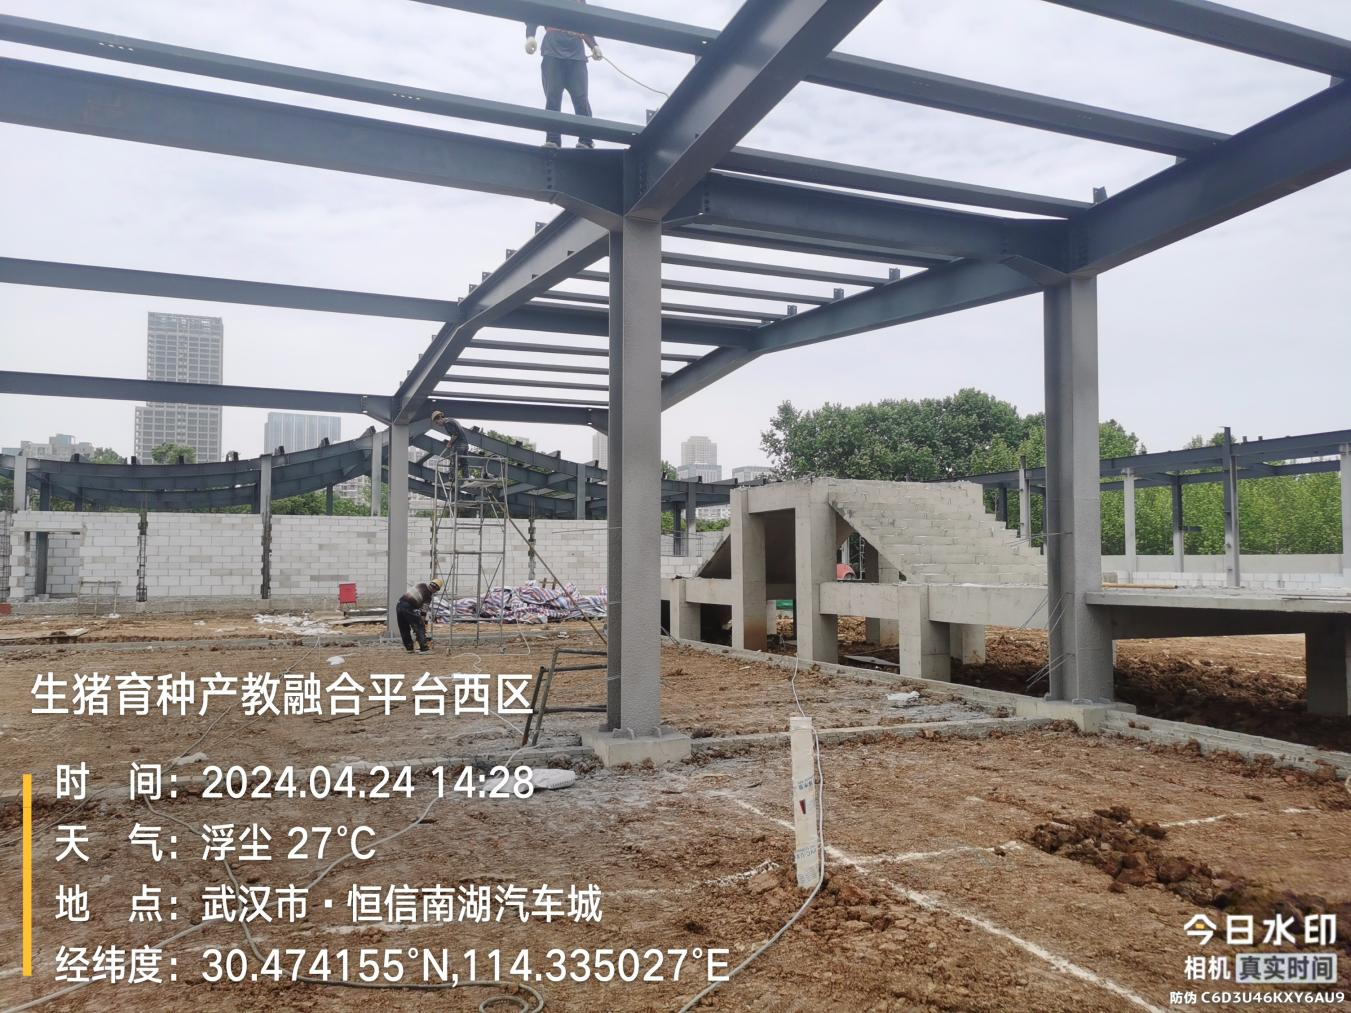 生猪育种产教融合平台西区
时 间：2024.04.24 14:28
天 气：浮尘 27°C
地 点：武汉市·恒信南湖汽车城
经纬度：30.474155°N,114.335027°E
今日水印
相机 真实时间
防伪 C6D3U46KXY6AU9